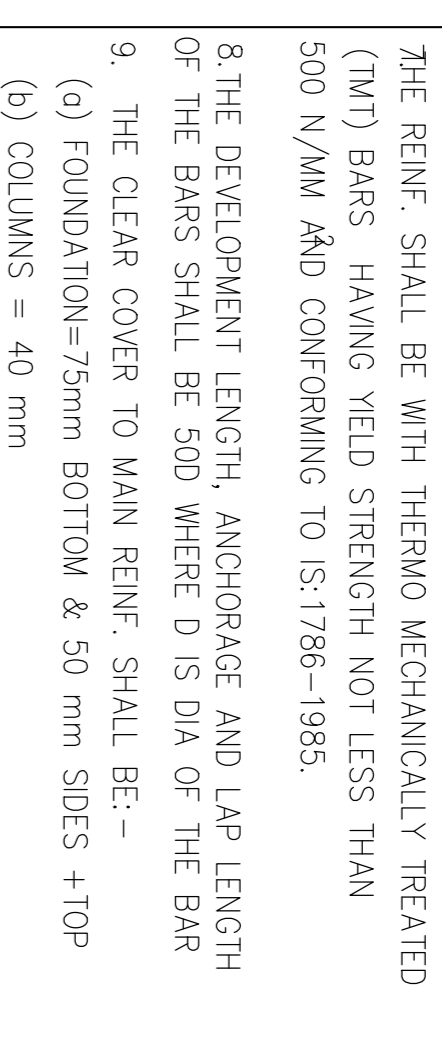 7. THE REINF. SHALL BE WITH THERMO MECHANICALLY TREATED
(TMT) BARS HAVING YIELD STRENGTH NOT LESS THAN
500 N/MM² AND CONFORMING TO IS:1786-1985.
8. THE DEVELOPMENT LENGTH, ANCHORAGE AND LAP LENGTH
OF THE BARS SHALL BE 50D WHERE D IS DIA OF THE BAR
9. THE CLEAR COVER TO MAIN REINF. SHALL BE:-
(a) FOUNDATION=75mm BOTTOM & 50 mm SIDES +TOP
(b) COLUMNS = 40 mm